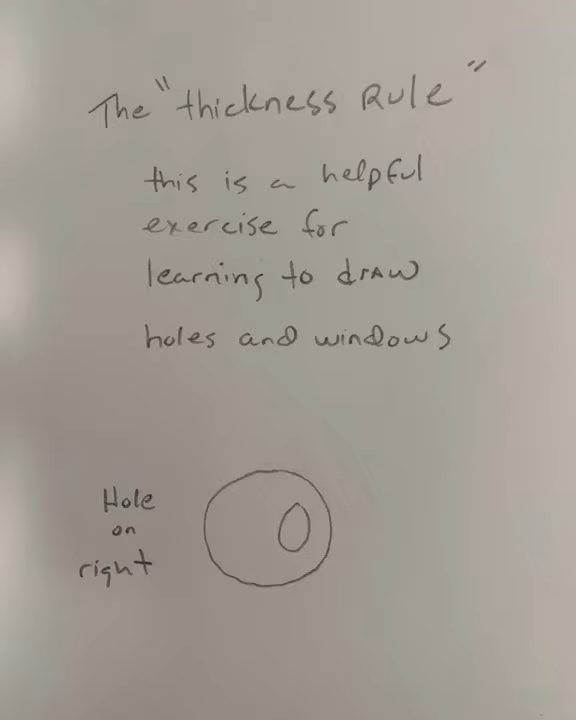 The "thickness Rule"
this is a helpful
exercise for
learning to draw
holes and windows
Hole
on
right